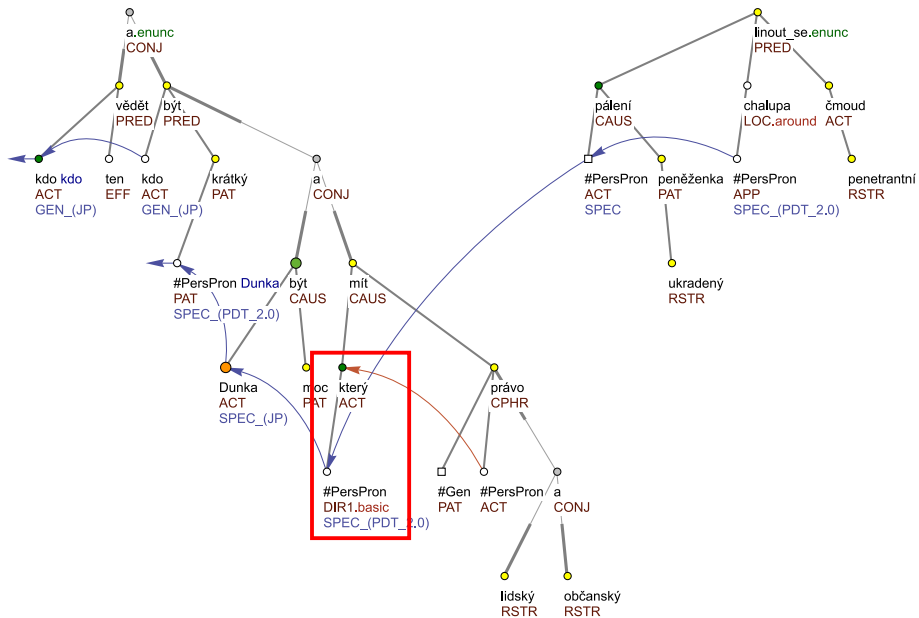 a.enunc
CONJ
linout_se.enunc
PRED
vědět
PRED
být
PRED
pálení
CAUS
chalupa
LOC.around
čmoud
ACT
kdo kdo
ACT
GEN_(JP)
ten
EFF
kdo
ACT
GEN_(JP)
krátký
PAT
a
CONJ
#PersPron
ACT
SPEC
peněženka
PAT
#PersPron
APP
SPEC_(PDT_2.0)
penetrantní
RSTR
#PersPron Dunka
PAT
SPEC_(PDT_2.0)
být
CAUS
mít
CAUS
ukradený
RSTR
Dunka
ACT
SPEC_(JP)
moc
PAT
který
ACT
právo
CPHR
#PersPron
DIR1.basic
SPEC_(PDT_2.0)
#Gen
PAT
#PersPron
ACT
a
CONJ
lidský
RSTR
občanský
RSTR